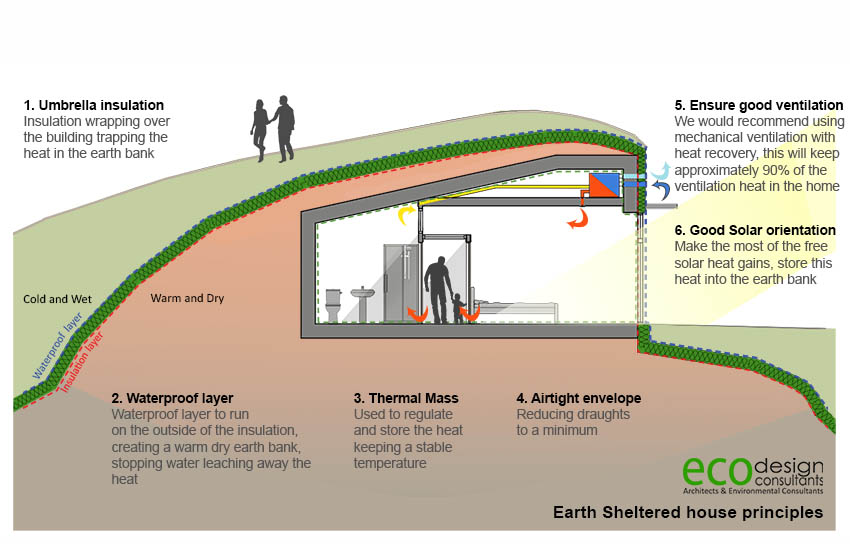 1. Umbrella insulation
Insulation wrapping over
the building trapping the
heat in the earth bank
5. Ensure good ventilation
We would recommend using
mechanical ventilation with
heat recovery, this will keep
approximately 90% of the
ventilation heat in the home
6. Good Solar orientation
Make the most of the free
solar heat gains, store this
heat into the earth bank
Cold and Wet
Warm and Dry
Waterproof layer
Insulation layer
2. Waterproof layer
Waterproof layer to run
on the outside of the insulation,
creating a warm dry earth bank,
stopping water leaching away the
heat
3. Thermal Mass
Used to regulate
and store the heat
keeping a stable
temperature
4. Airtight envelope
Reducing draughts
to a minimum
eco design
consultants
Architects & Environmental Consultants
Earth Sheltered house principles